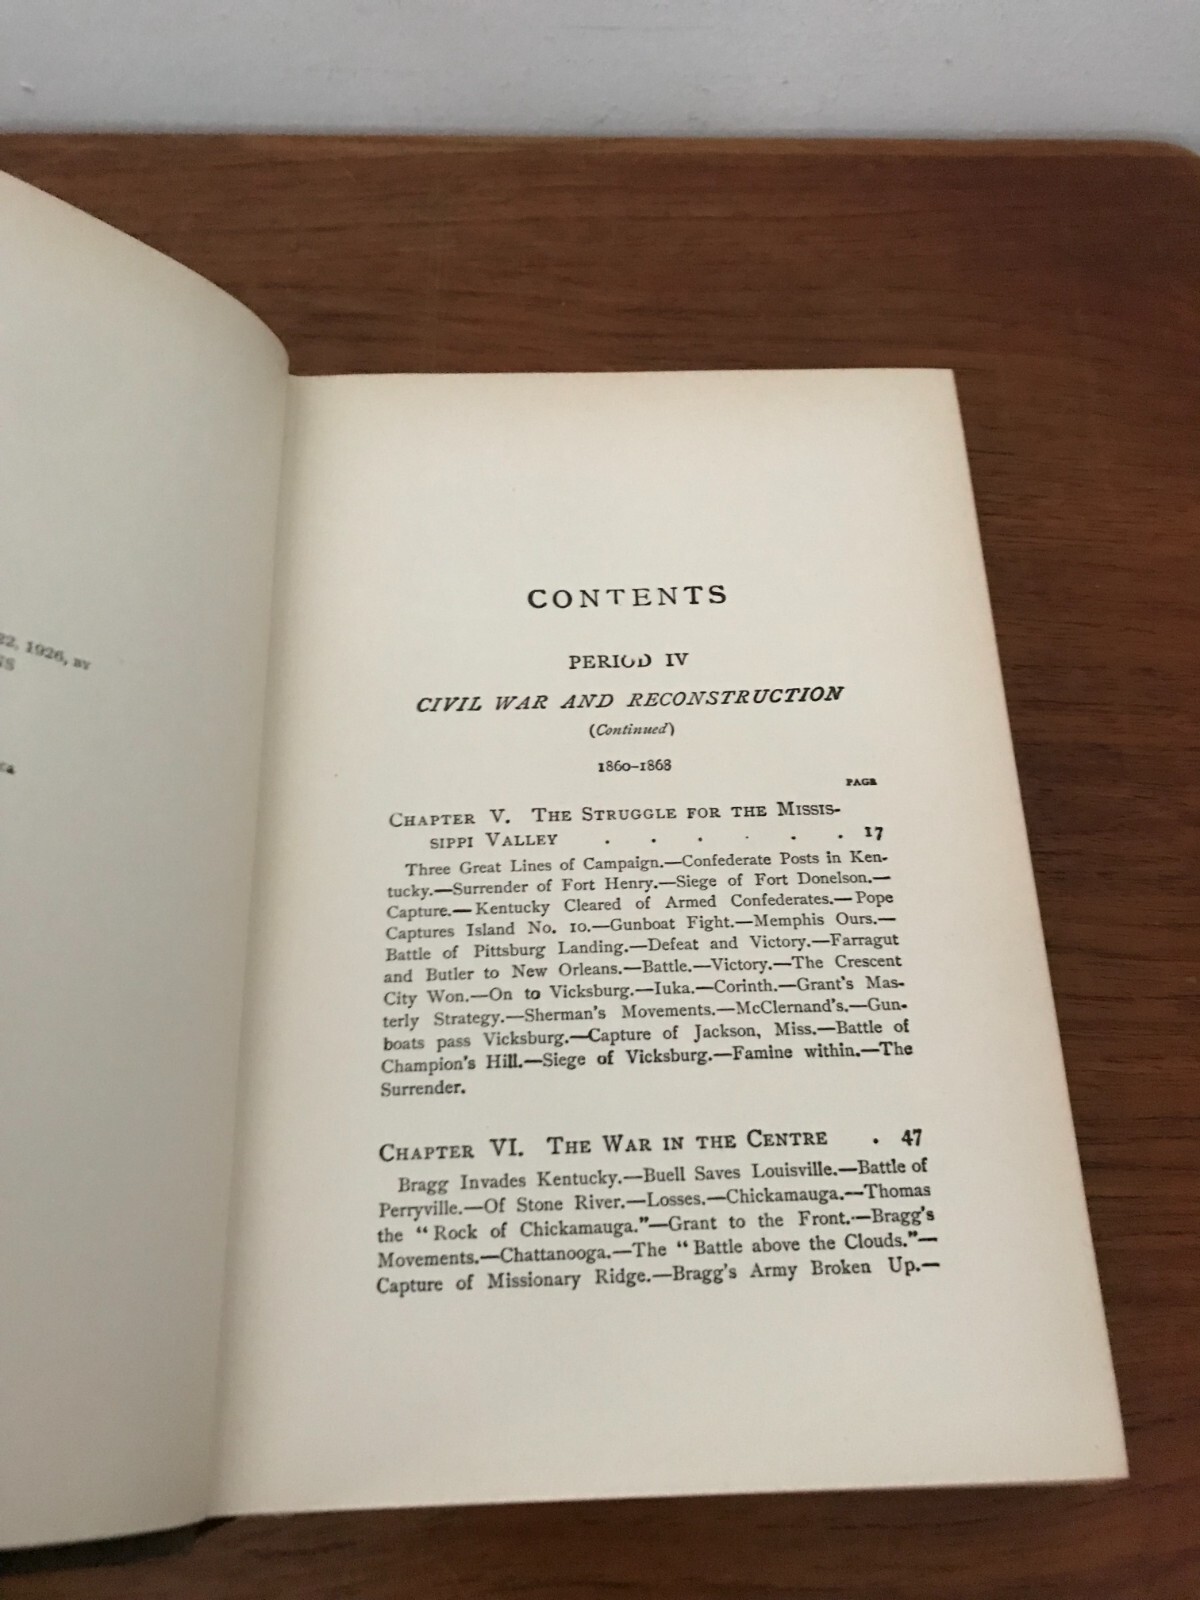 22, 1926, BY
NS
CONTENTS
PERIOD IV
CIVIL WAR AND RECONSTRUCTION
(Continued)
1860–1868
PAGE
CHAPTER V. THE STRUGGLE FOR THE MISSIS-
SIPPI VALLEY . . . . . . 17
Three Great Lines of Campaign.—Confederate Posts in Ken-
tucky.—Surrender of Fort Henry.—Siege of Fort Donelson.—
Capture.—Kentucky Cleared of Armed Confederates.—Pope
Captures Island No. 10.—Gunboat Fight.—Memphis Ours.—
Battle of Pittsburg Landing.—Defeat and Victory.—Farragut
and Butler to New Orleans.—Battle.—Victory.—The Crescent
City Won.—On to Vicksburg.—Iuka.—Corinth.—Grant's Mas-
terly Strategy.—Sherman's Movements.—McClernand's.—Gun-
boats pass Vicksburg.—Capture of Jackson, Miss.—Battle of
Champion's Hill.—Siege of Vicksburg.—Famine within.—The
Surrender.
CHAPTER VI. THE WAR IN THE CENTRE . 47
Bragg Invades Kentucky.—Buell Saves Louisville.—Battle of
Perryville.—Of Stone River.—Losses.—Chickamauga.—Thomas
the “Rock of Chickamauga.”—Grant to the Front.—Bragg's
Movements.—Chattanooga.—The “Battle above the Clouds.”—
Capture of Missionary Ridge.—Bragg's Army Broken Up.—